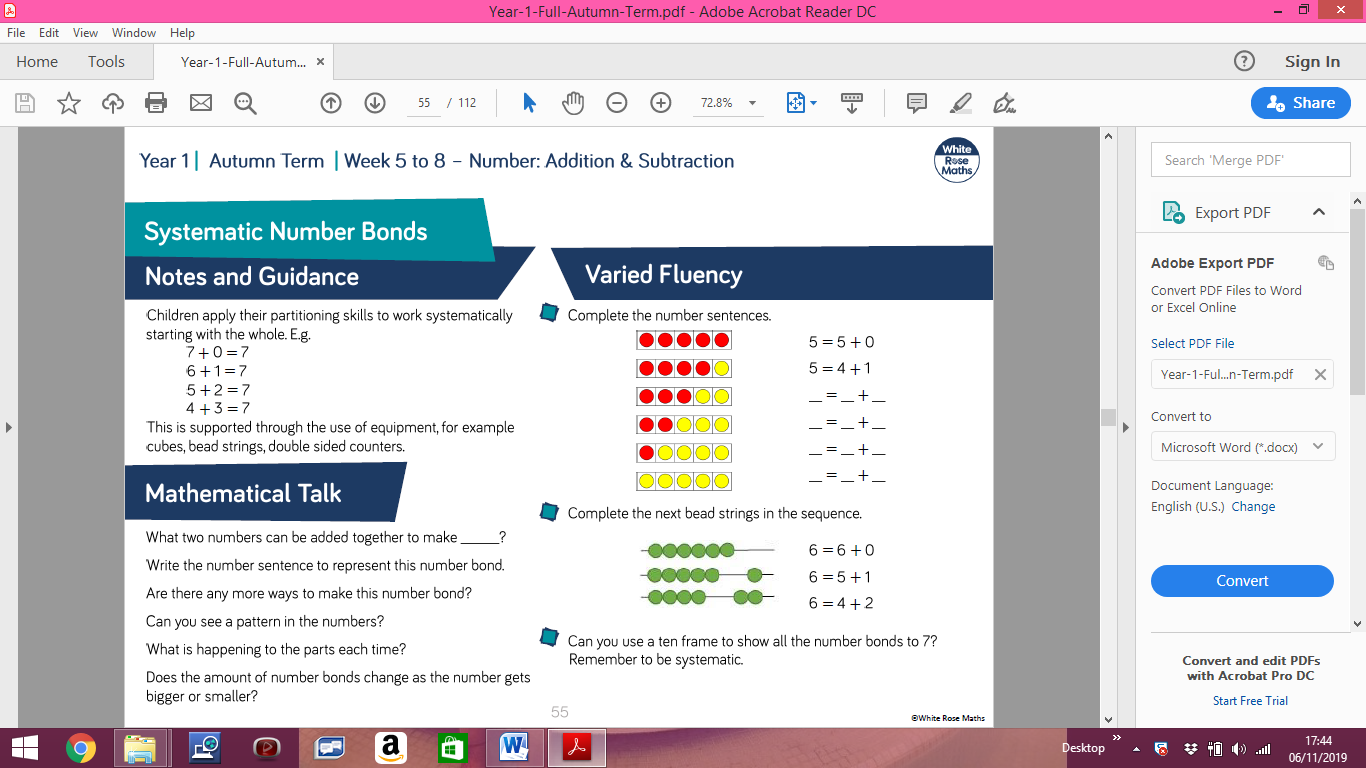 Year-1-Full-Autumn-Term.pdf - Adobe Acrobat Reader DC
File Edit View Window Help
Home Tools Year-1-Full-Autum... × Sign In
55 / 112 72.8% Share
Year 1 | Autumn Term | Week 5 to 8 – Number: Addition & Subtraction
White
Rose
Maths
Systematic Number Bonds
Notes and Guidance
Children apply their partitioning skills to work systematically
starting with the whole. E.g.
7 + 0 = 7
6 + 1 = 7
5 + 2 = 7
4 + 3 = 7
This is supported through the use of equipment, for example
cubes, bead strings, double sided counters.
Mathematical Talk
What two numbers can be added together to make _____?
Write the number sentence to represent this number bond.
Are there any more ways to make this number bond?
Can you see a pattern in the numbers?
What is happening to the parts each time?
Does the amount of number bonds change as the number gets
bigger or smaller?
Varied Fluency
Complete the number sentences.
5 = 5 + 0
5 = 4 + 1
_ = _ + _
_ = _ + _
_ = _ + _
_ = _ + _
Complete the next bead strings in the sequence.
6 = 6 + 0
6 = 5 + 1
6 = 4 + 2
Can you use a ten frame to show all the number bonds to 7?
Remember to be systematic.
55
©White Rose Maths
Search 'Merge PDF'
Export PDF
Adobe Export PDF
Convert PDF Files to Word
or Excel Online
Select PDF File
Year-1-Ful...n-Term.pdf
Convert to
Microsoft Word (*.docx)
Document Language:
English (U.S.) Change
Convert
Convert and edit PDFs
with Acrobat Pro DC
Start Free Trial
Desktop
17:44
06/11/2019